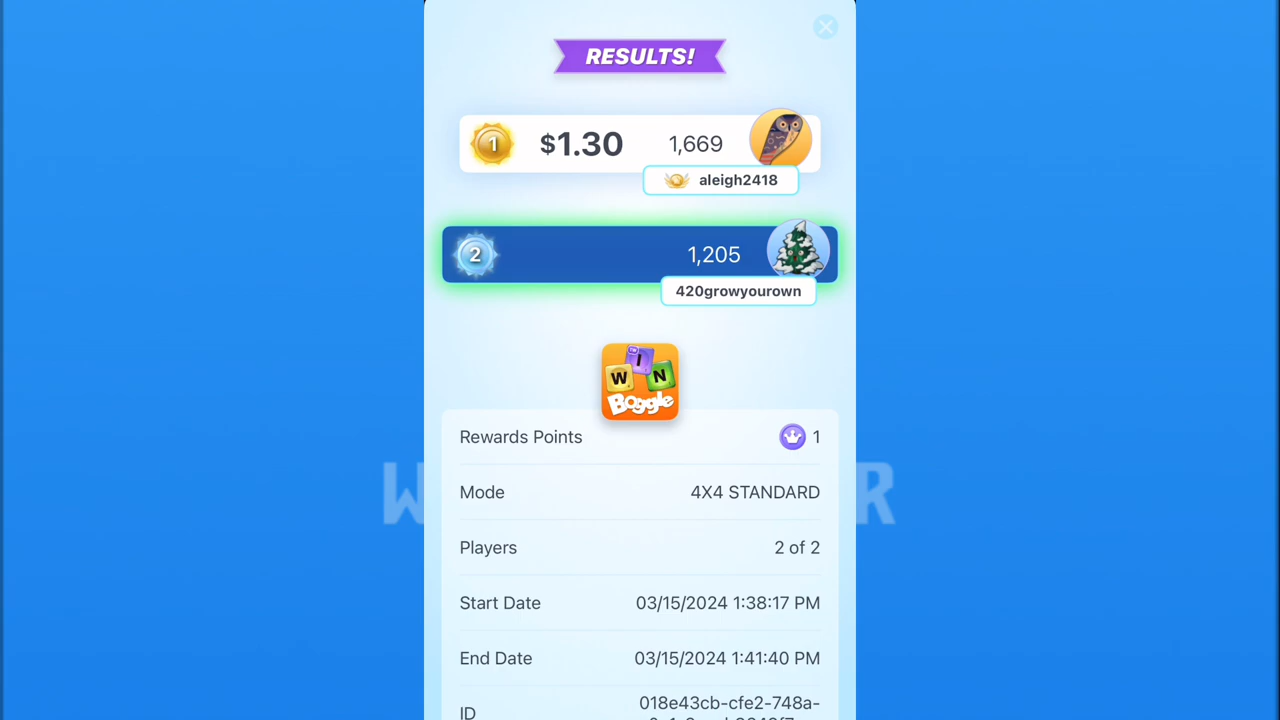 RESULTS!
1 $1.30 1,669
aleigh2418
2 1,205
420growyourown
W I N
Boggle
Rewards Points 1
Mode 4X4 STANDARD
Players 2 of 2
Start Date 03/15/2024 1:38:17 PM
End Date 03/15/2024 1:41:40 PM
ID 018e43cb-cfe2-748a-